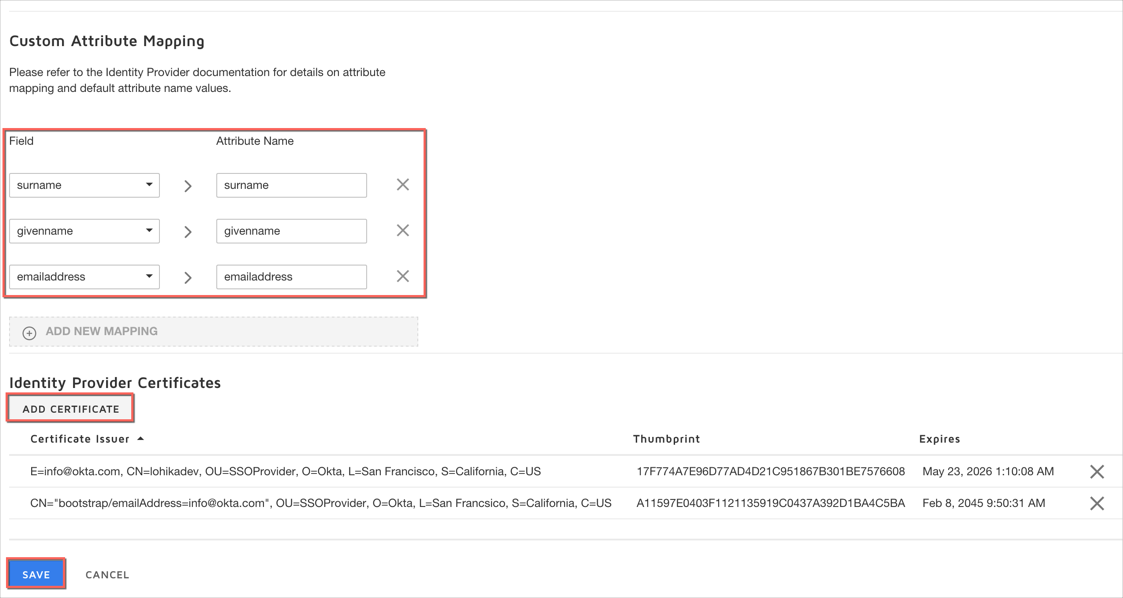 Custom Attribute Mapping
Please refer to the Identity Provider documentation for details on attribute
mapping and default attribute name values.
Field Attribute Name
surname surname
givenname givenname
emailaddress emailaddress
ADD NEW MAPPING
Identity Provider Certificates
ADD CERTIFICATE
Certificate Issuer Thumbprint Expires
E=info@okta.com, CN=lohikadev, OU=SSOProvider, O=Okta, L=San Francisco, S=California, C=US 17F774A7E96D77AD4D21C951867B301BE7576608 May 23, 2026 1:10:08 AM
CN="bootstrap/emailAddress=info@okta.com", OU=SSOProvider, O=Okta, L=San Francsico, S=California, C=US A11597E0403F1121135919C0437A392D1BA4C5BA Feb 8, 2045 9:50:31 AM
SAVE CANCEL